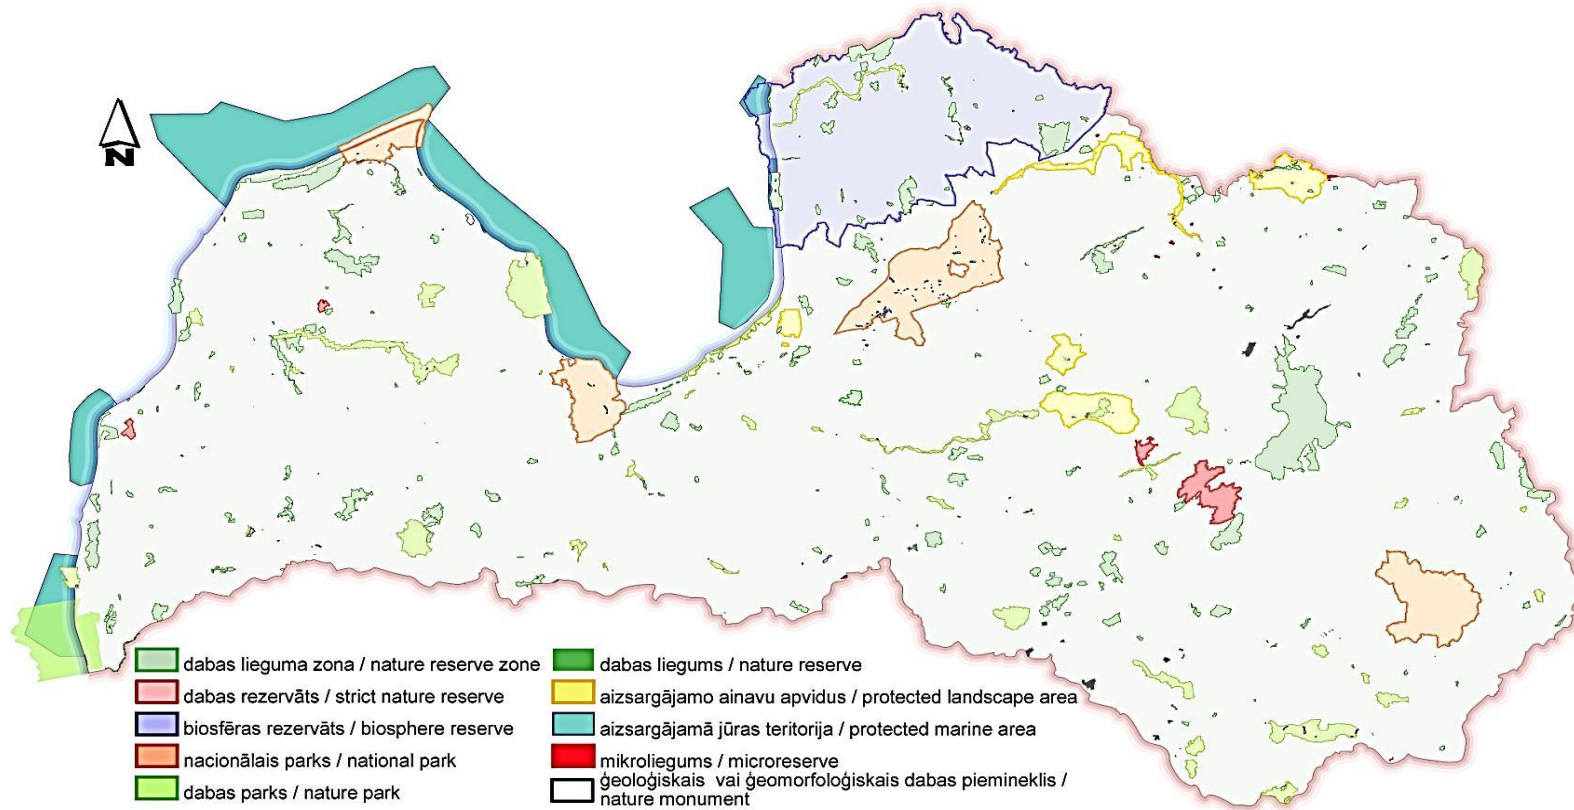 N
dabas lieguma zona / nature reserve zone
dabas rezervāts / strict nature reserve
biosfēras rezervāts / biosphere reserve
nacionālais parks / national park
dabas parks / nature park
dabas liegums / nature reserve
aizsargājamo ainavu apvidus / protected landscape area
aizsargājamā jūras teritorija / protected marine area
mikroliegums / microreserve
ģeoloģiskais vai ģeomorfoloģiskais dabas piemineklis /
nature monument